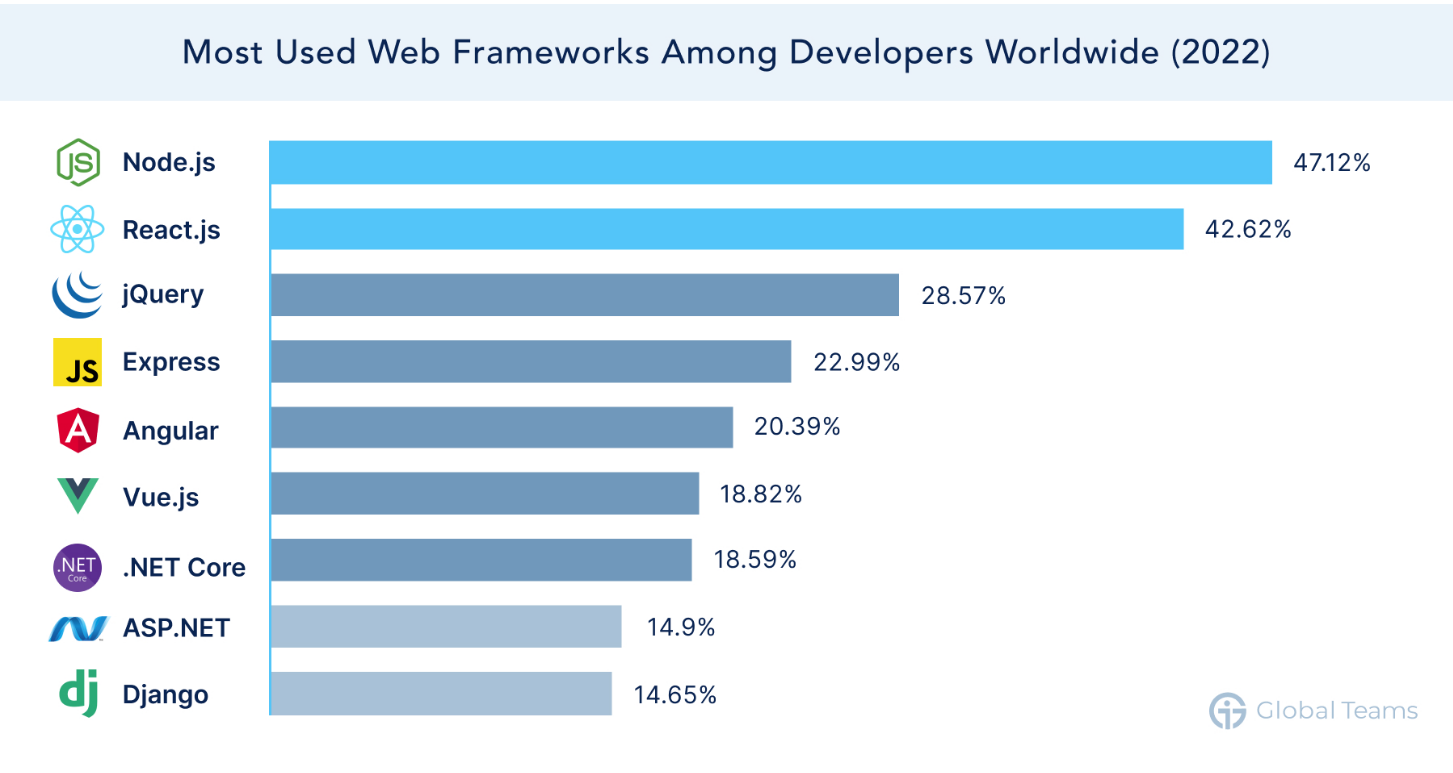 Most Used Web Frameworks Among Developers Worldwide (2022)
JS Node.js 47.12%
React.js 42.62%
jQuery 28.57%
JS Express 22.99%
A Angular 20.39%
Vue.js 18.82%
.NET Core .NET Core 18.59%
ASP.NET 14.9%
dj Django 14.65%
Global Teams